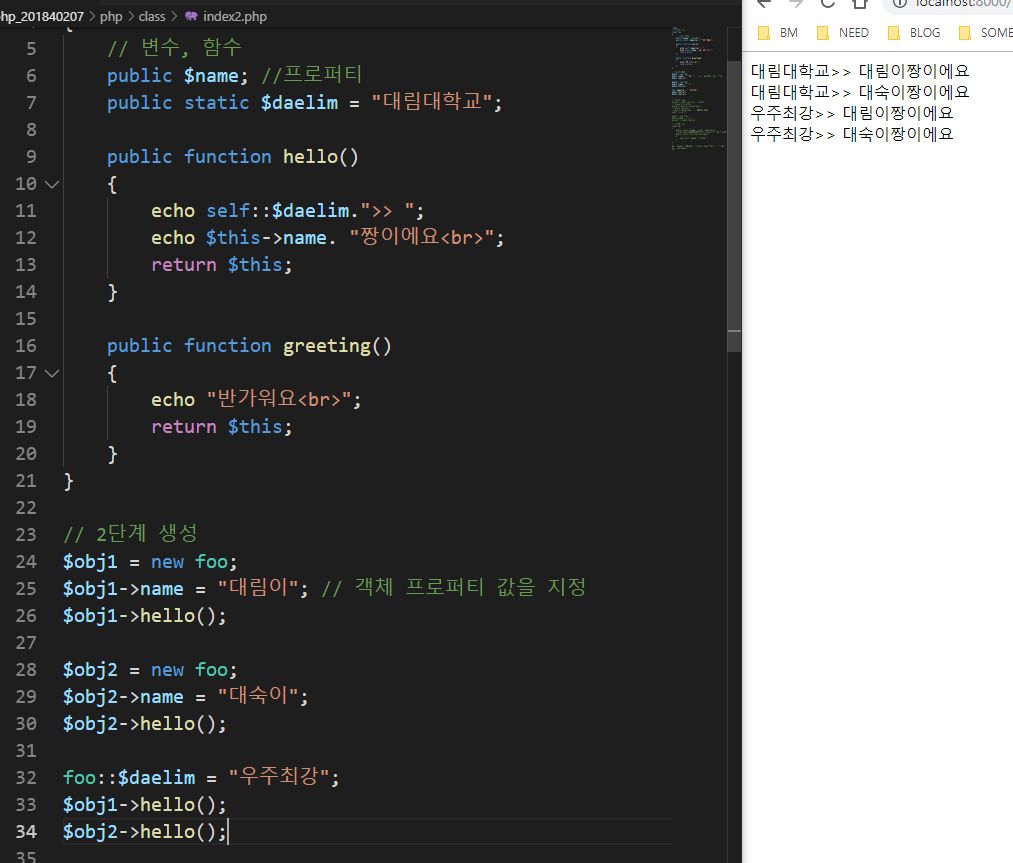 hp_201840207 > php > class > index2.php
{
5 // 변수, 함수
6 public $name; //프로퍼티
7 public static $daelim = "대림대학교";
8
9 public function hello()
10 {
11 echo self::$daelim.">> ";
12 echo $this->name. "짱이에요<br>";
13 return $this;
14 }
15
16 public function greeting()
17 {
18 echo "반가워요<br>";
19 return $this;
20 }
21 }
22
23 // 2단계 생성
24 $obj1 = new foo;
25 $obj1->name = "대림이"; // 객체 프로퍼티 값을 지정
26 $obj1->hello();
27
28 $obj2 = new foo;
29 $obj2->name = "대숙이";
30 $obj2->hello();
31
32 foo::$daelim = "우주최강";
33 $obj1->hello();
34 $obj2->hello();
35
localhost:8000/
BM NEED BLOG SOME
대림대학교>> 대림이짱이에요
대림대학교>> 대숙이짱이에요
우주최강>> 대림이짱이에요
우주최강>> 대숙이짱이에요